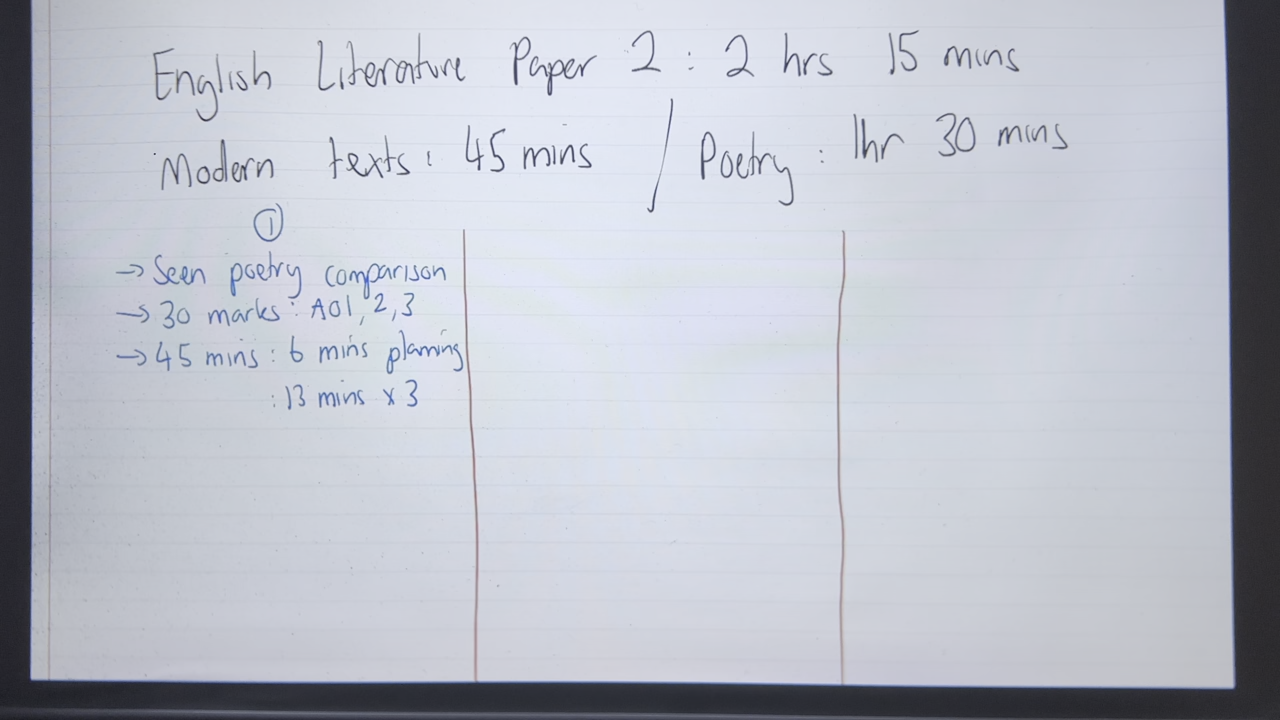 English Literature Paper 2 : 2 hrs 15 mins
Modern texts : 45 mins / Poetry : 1hr 30 mins
①
→ Seen poetry comparison
→ 30 marks : AO1, 2, 3
→ 45 mins : 6 mins planning
: 13 mins x 3